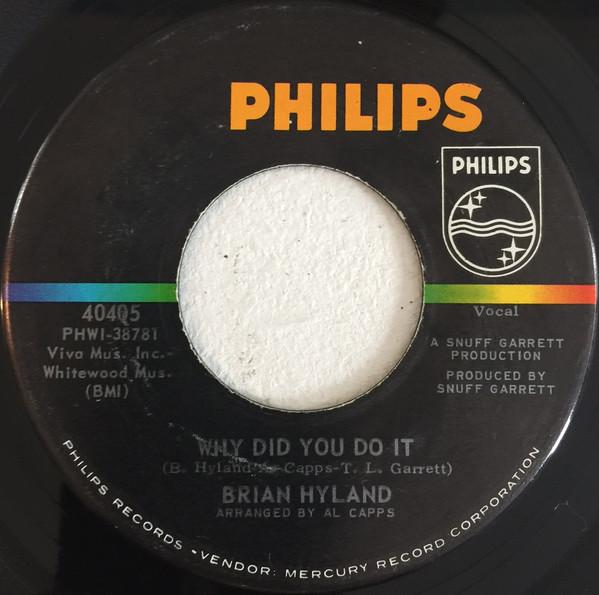 PHILIPS
PHILIPS
40405
PHWI-38781
Viva Mus. Inc.-
Whitewood Mus.
(BMI)
Vocal
A SNUFF GARRETT
PRODUCTION
PRODUCED BY
SNUFF GARRETT
WHY DID YOU DO IT
(B. Hyland-A. Capps-T. L. Garrett)
BRIAN HYLAND
ARRANGED BY AL CAPPS
PHILIPS RECORDS • VENDOR: MERCURY RECORD CORPORATION